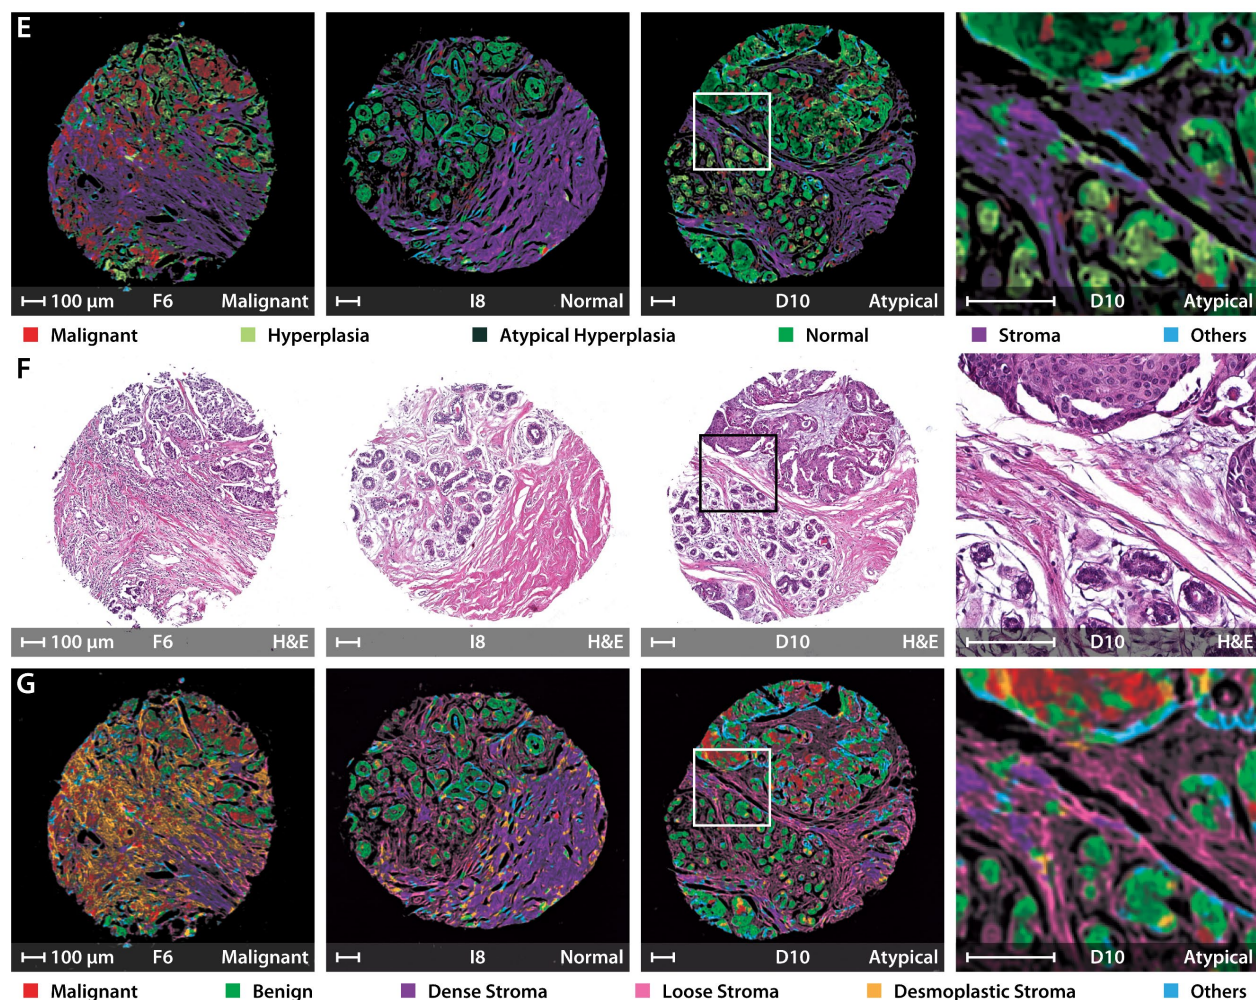 E
100 µm F6 Malignant
I8 Normal
D10 Atypical
D10 Atypical
Malignant Hyperplasia Atypical Hyperplasia Normal Stroma Others
F
100 µm F6 H&E
I8 H&E
D10 H&E
D10 H&E
G
100 µm F6 Malignant
I8 Normal
D10 Atypical
D10 Atypical
Malignant Benign Dense Stroma Loose Stroma Desmoplastic Stroma Others